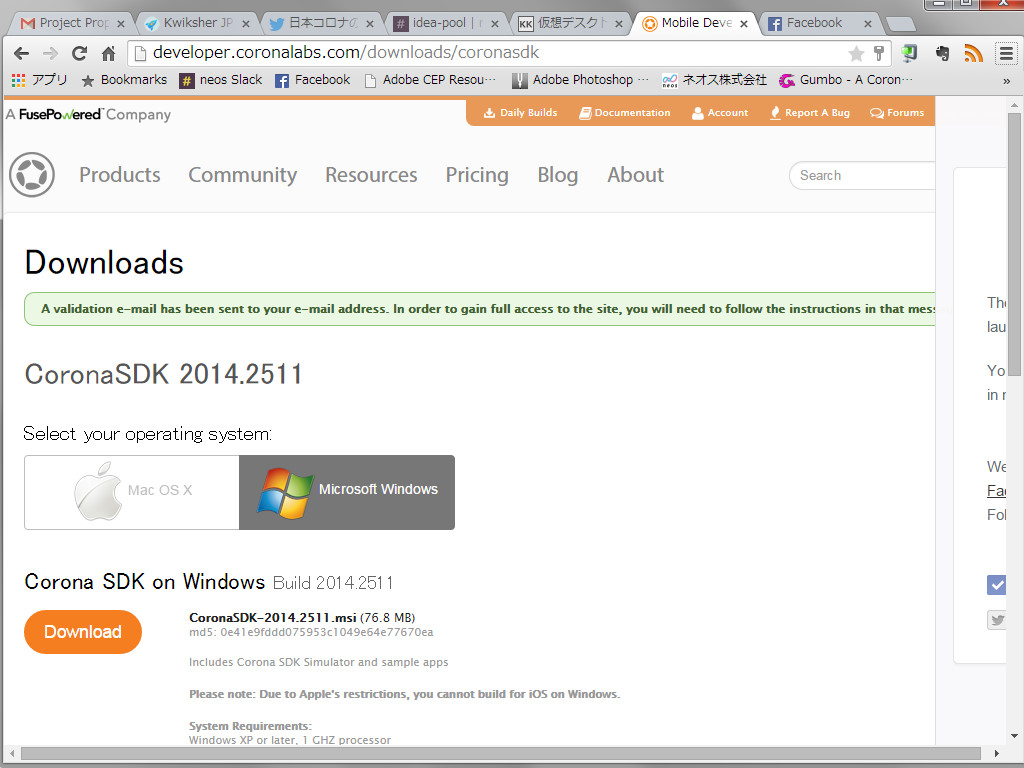 Project Prop
Kwiksher JP
日本コロナの
idea-pool | n
KK 仮想デスクト
Mobile Deve
Facebook
developer.coronalabs.com/downloads/coronasdk
アプリ
Bookmarks
neos Slack
Facebook
Adobe CEP Resou…
Adobe Photoshop …
ネオス株式会社
Gumbo - A Coron…
»
A FusePowered™ Company
Daily Builds
Documentation
Account
Report A Bug
Forums
Products
Community
Resources
Pricing
Blog
About
Search
Downloads
A validation e-mail has been sent to your e-mail address. In order to gain full access to the site, you will need to follow the instructions in that mess
CoronaSDK 2014.2511
Select your operating system:
Mac OS X
Microsoft Windows
Corona SDK on Windows Build 2014.2511
Download
CoronaSDK-2014.2511.msi (76.8 MB)
md5: 0e41e9fddd075953c1049e64e77670ea
Includes Corona SDK Simulator and sample apps
Please note: Due to Apple's restrictions, you cannot build for iOS on Windows.
System Requirements:
Windows XP or later, 1 GHZ processor
The
lau
Yo
in r
We
Fac
Fol